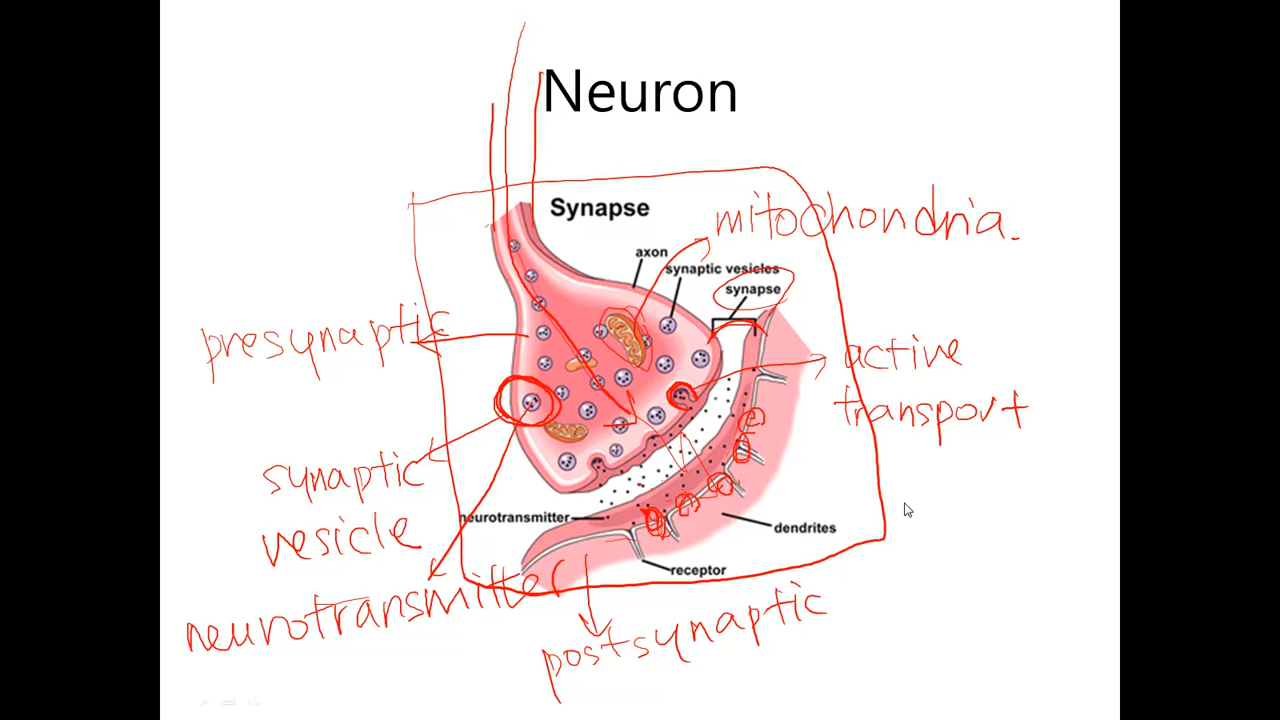 Neuron
Synapse
mitochondria.
axon
synaptic vesicles
synapse
presynaptic
active
transport
synaptic
vesicle
neurotransmitter
dendrites
receptor
neurotransmitter
postsynaptic